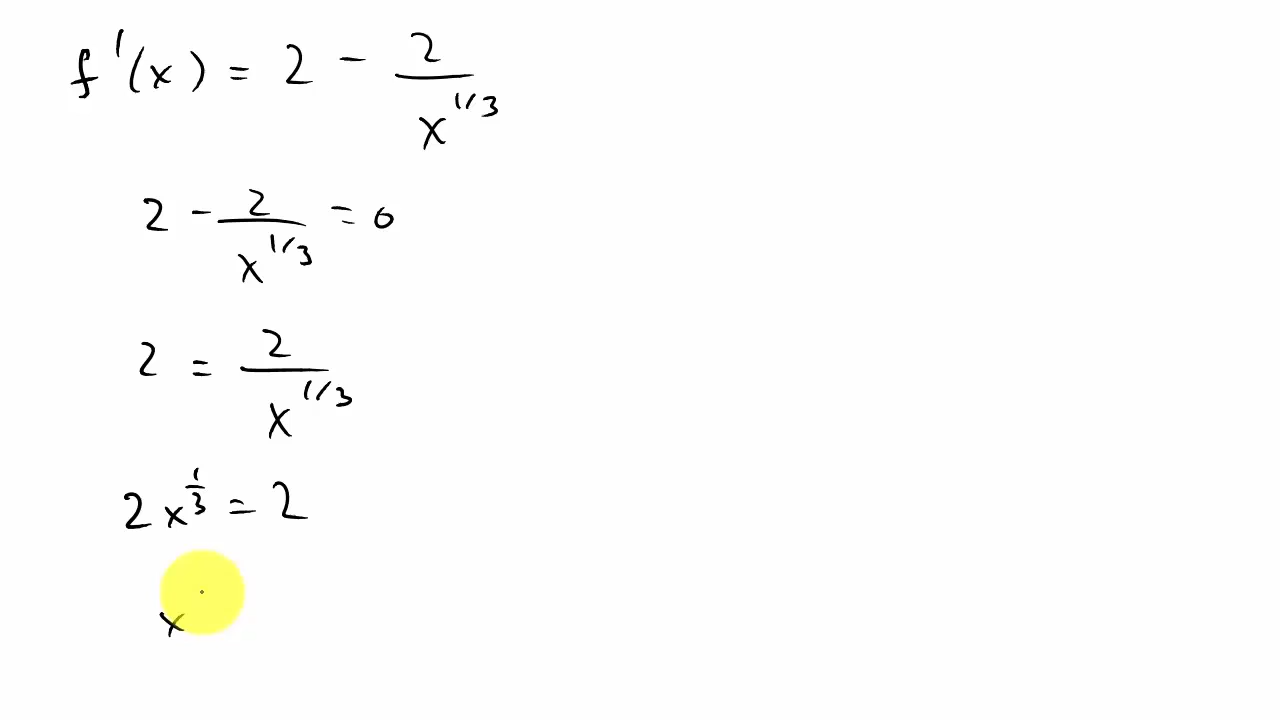 f'(x) = 2 - 2/x^{1/3}
2 - 2/x^{1/3} = 0
2 = 2/x^{1/3}
2x^{1/3} = 2
x